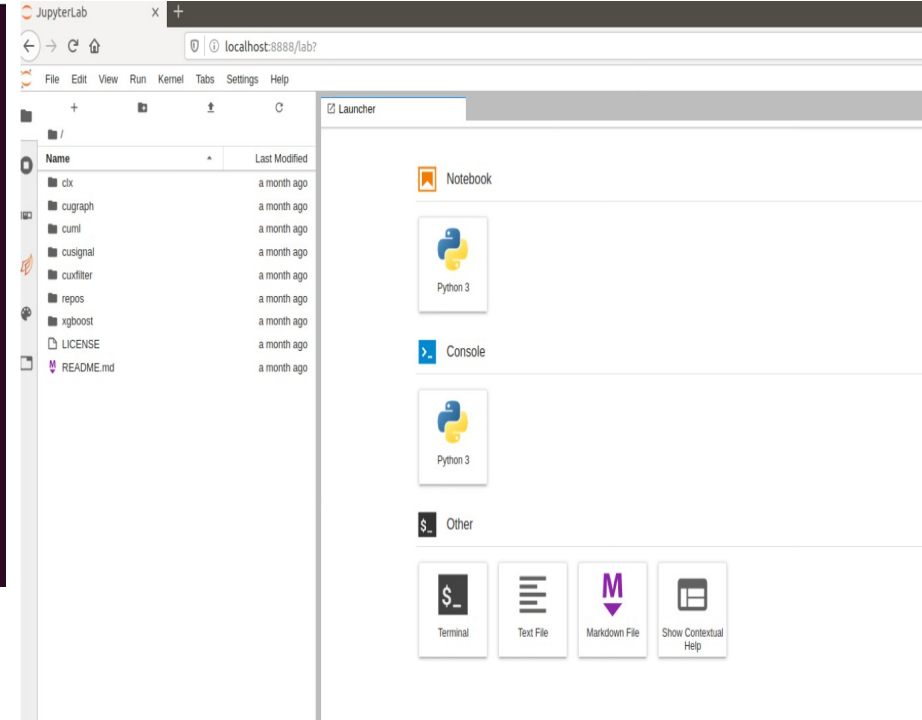 JupyterLab
localhost:8888/lab?
File Edit View Run Kernel Tabs Settings Help
/
Name Last Modified
clx a month ago
cugraph a month ago
cuml a month ago
cusignal a month ago
cuxfilter a month ago
repos a month ago
xgboost a month ago
LICENSE a month ago
README.md a month ago
Launcher
Notebook
Python 3
Console
Python 3
$_ Other
$_
M
Terminal Text File Markdown File Show Contextual
Help